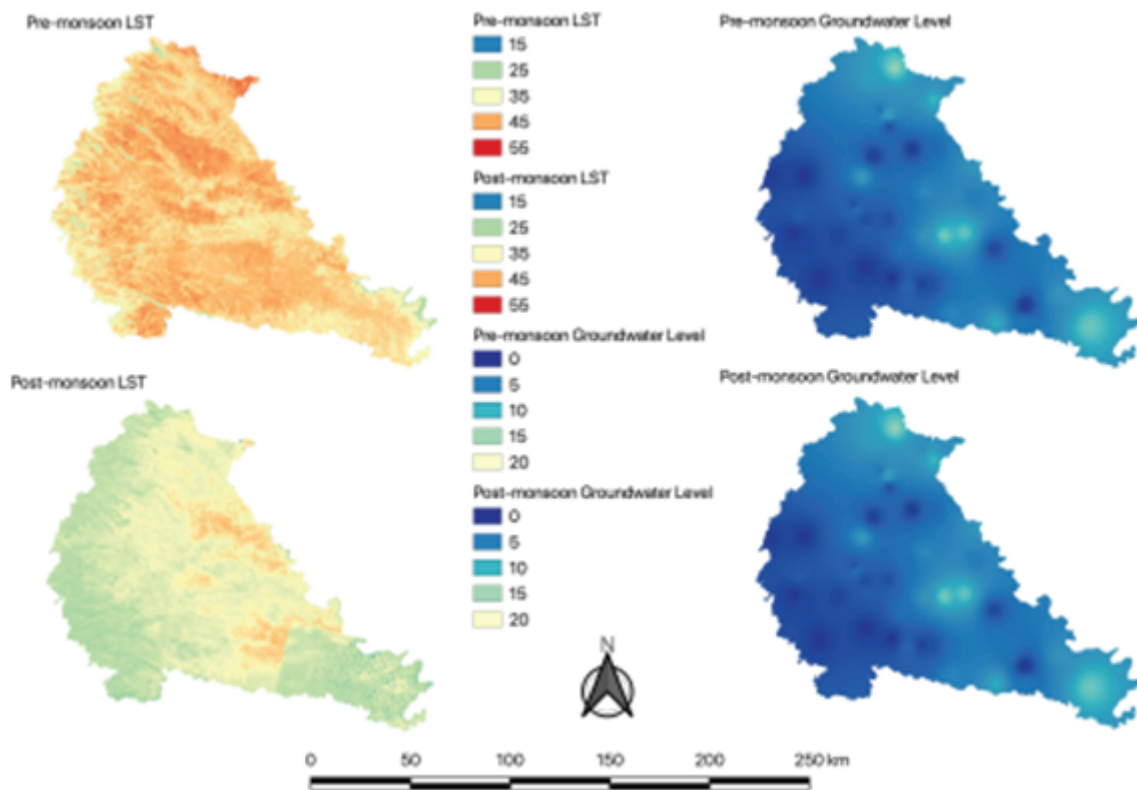 Pre-monsoon LST
Pre-monsoon LST
15
25
35
45
55
Post-monsoon LST
15
25
35
45
55
Pre-monsoon Groundwater Level
0
5
10
15
20
Post-monsoon Groundwater Level
0
5
10
15
20
Pre-monsoon Groundwater Level
Post-monsoon LST
Post-monsoon Groundwater Level
N
0 50 100 150 200 250 km